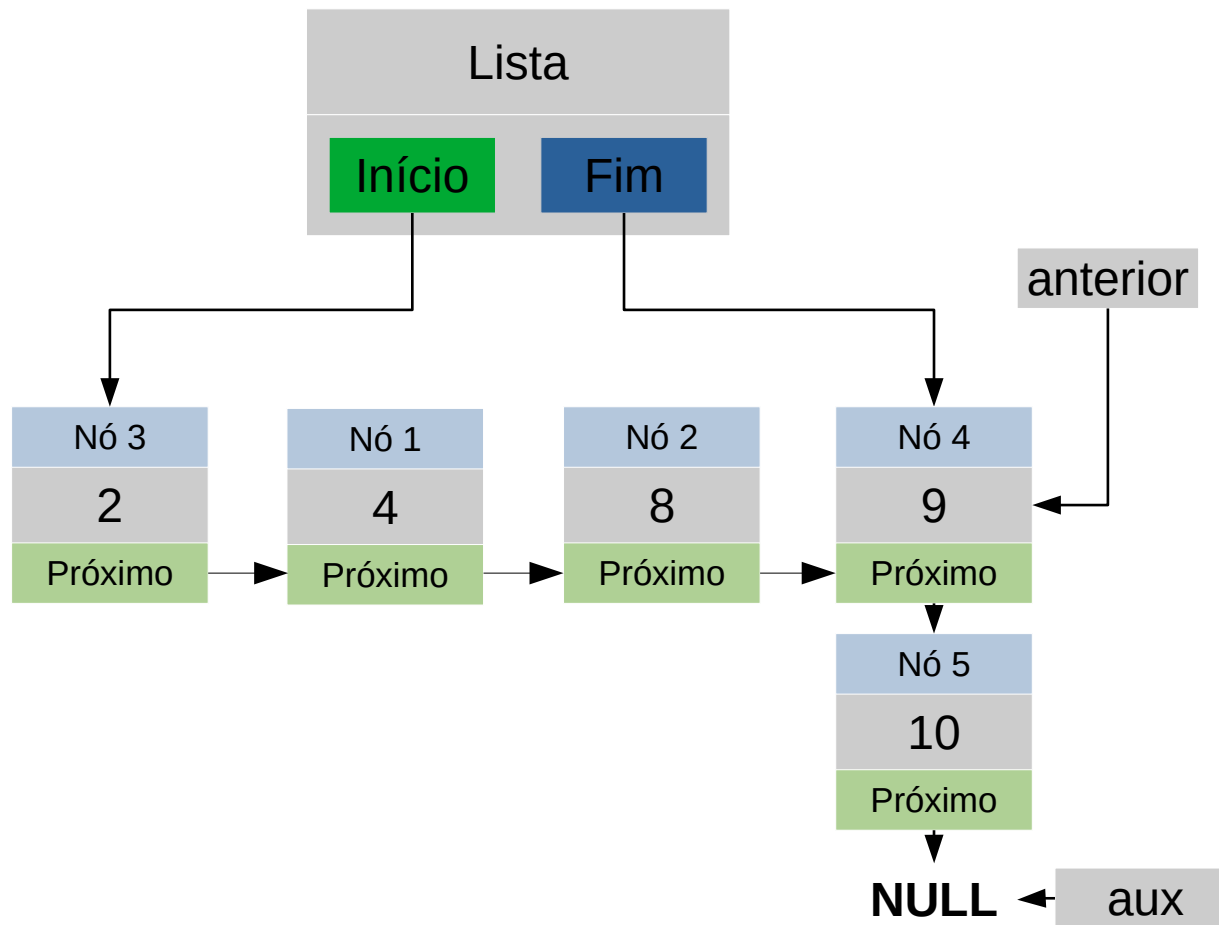 Lista
Início Fim
anterior
Nó 3 Nó 1 Nó 2 Nó 4
2 4 8 9
Próximo Próximo Próximo Próximo
Nó 5
10
Próximo
NULL aux